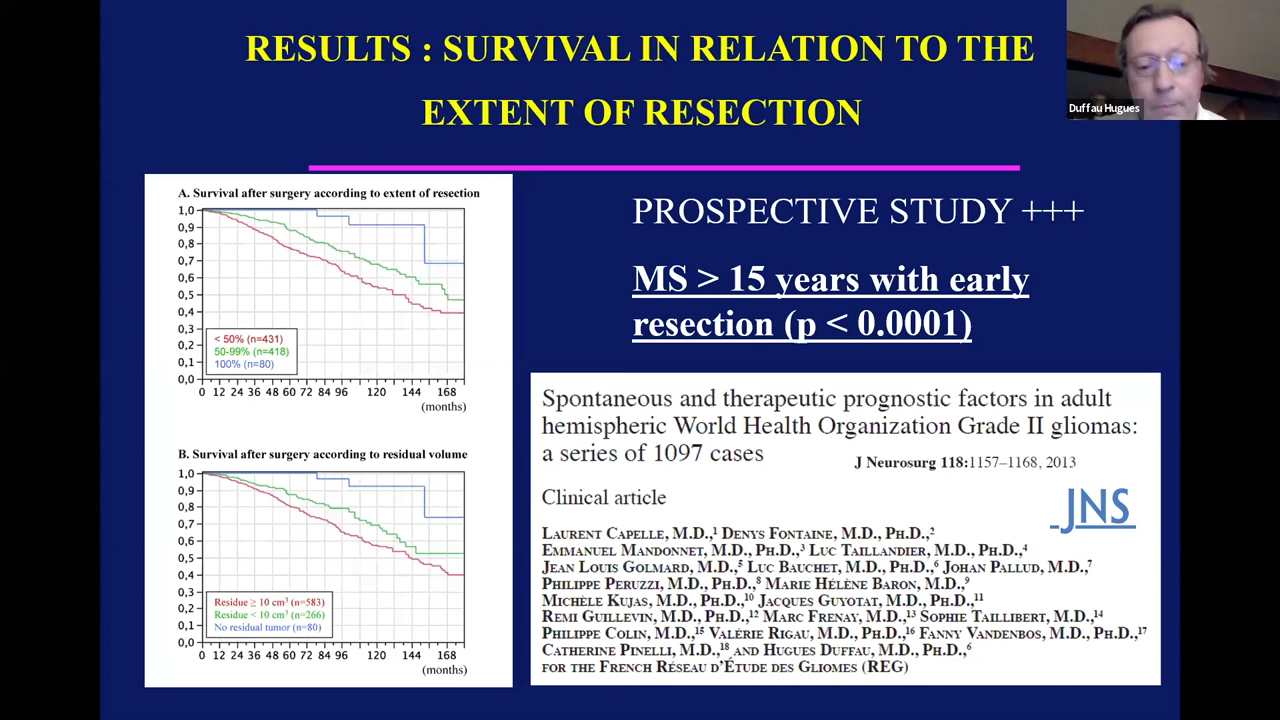 RESULTS : SURVIVAL IN RELATION TO THE
EXTENT OF RESECTION
Duffau Hugues
A. Survival after surgery according to extent of resection
1,0
0,9
0,8
0,7
0,6
0,5
0,4
0,3
0,2
0,1
0,0
< 50% (n=431)
50-99% (n=418)
100% (n=80)
0 12 24 36 48 60 72 84 96 120 144 168
(months)
B. Survival after surgery according to residual volume
1,0
0,9
0,8
0,7
0,6
0,5
0,4
0,3
0,2
0,1
0,0
Residue ≥ 10 cm³ (n=583)
Residue < 10 cm³ (n=266)
No residual tumor (n=80)
0 12 24 36 48 60 72 84 96 120 144 168
(months)
PROSPECTIVE STUDY +++
MS > 15 years with early
resection (p < 0.0001)
Spontaneous and therapeutic prognostic factors in adult
hemispheric World Health Organization Grade II gliomas:
a series of 1097 cases
J Neurosurg 118:1157–1168, 2013
Clinical article
JNS
LAURENT CAPELLE, M.D.,¹ DENYS FONTAINE, M.D., PH.D.,²
EMMANUEL MANDONNET, M.D., PH.D.,³ LUC TAILLANDIER, M.D., PH.D.,⁴
JEAN LOUIS GOLMARD, M.D.,⁵ LUC BAUCHET, M.D., PH.D.,⁶ JOHAN PALLUD, M.D.,⁷
PHILIPPE PERUZZI, M.D., PH.D.,⁸ MARIE HÉLÈNE BARON, M.D.,⁹
MICHÈLE KUJAS, M.D., PH.D.,¹⁰ JACQUES GUYOTAT, M.D., PH.D.,¹¹
REMI GUILLEVIN, M.D., PH.D.,¹² MARC FRENAY, M.D.,¹³ SOPHIE TAILLIBERT, M.D.,¹⁴
PHILIPPE COLIN, M.D.,¹⁵ VALÉRIE RIGAU, M.D., PH.D.,¹⁶ FANNY VANDENBOS, M.D., PH.D.,¹⁷
CATHERINE PINELLI, M.D.,¹⁸ AND HUGUES DUFFAU, M.D., PH.D.,⁶
FOR THE FRENCH RÉSEAU D'ÉTUDE DES GLIOMES (REG)